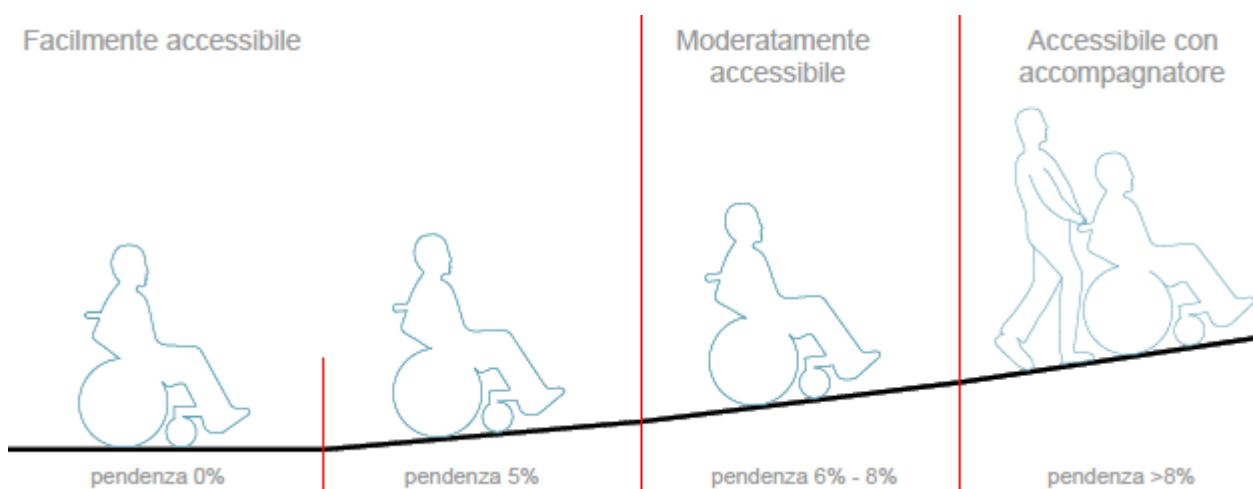 Facilmente accessibile
Moderatamente
accessibile
Accessibile con
accompagnatore
pendenza 0%
pendenza 5%
pendenza 6% - 8%
pendenza >8%